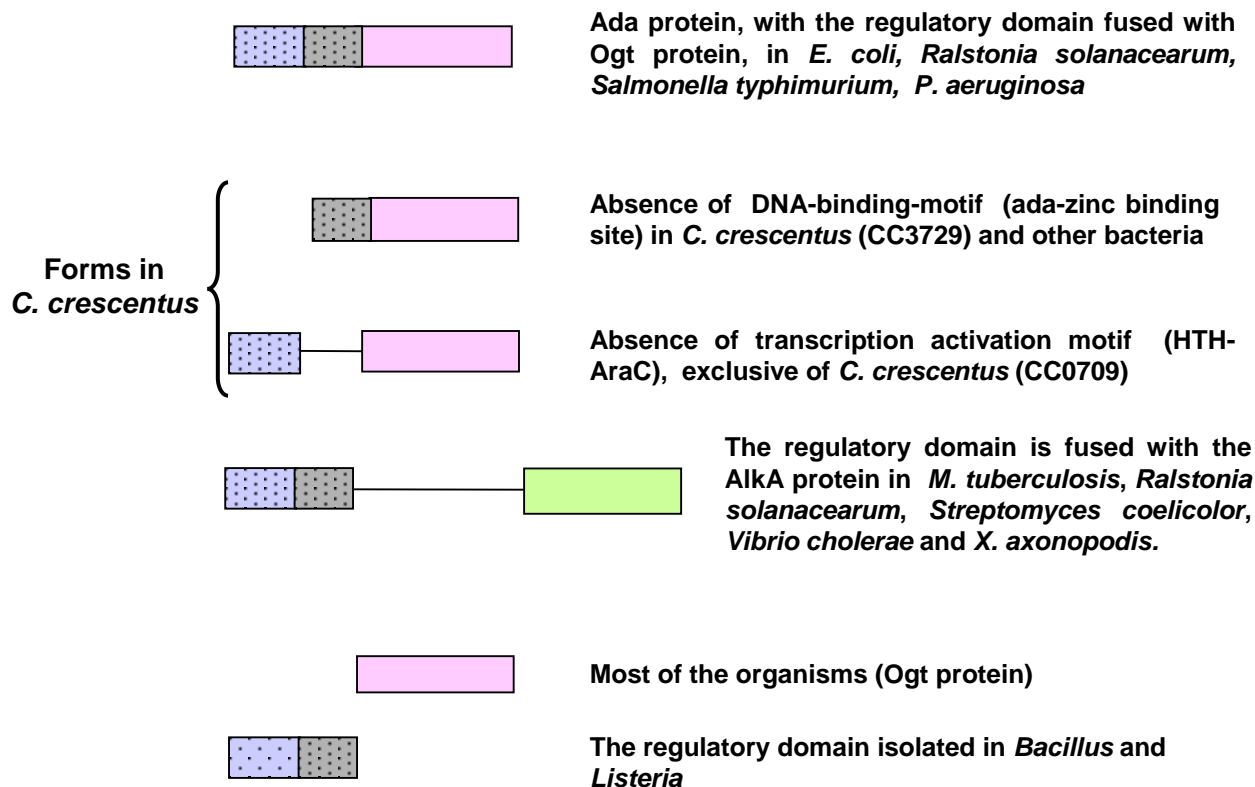 Ada protein, with the regulatory domain fused with
Ogt protein, in E. coli, Ralstonia solanacearum,
Salmonella typhimurium, P. aeruginosa
Forms in
C. crescentus
Absence of DNA-binding-motif (ada-zinc binding
site) in C. crescentus (CC3729) and other bacteria
Absence of transcription activation motif (HTH-
AraC), exclusive of C. crescentus (CC0709)
The regulatory domain is fused with the
AlkA protein in M. tuberculosis, Ralstonia
solanacearum, Streptomyces coelicolor,
Vibrio cholerae and X. axonopodis.
Most of the organisms (Ogt protein)
The regulatory domain isolated in Bacillus and
Listeria